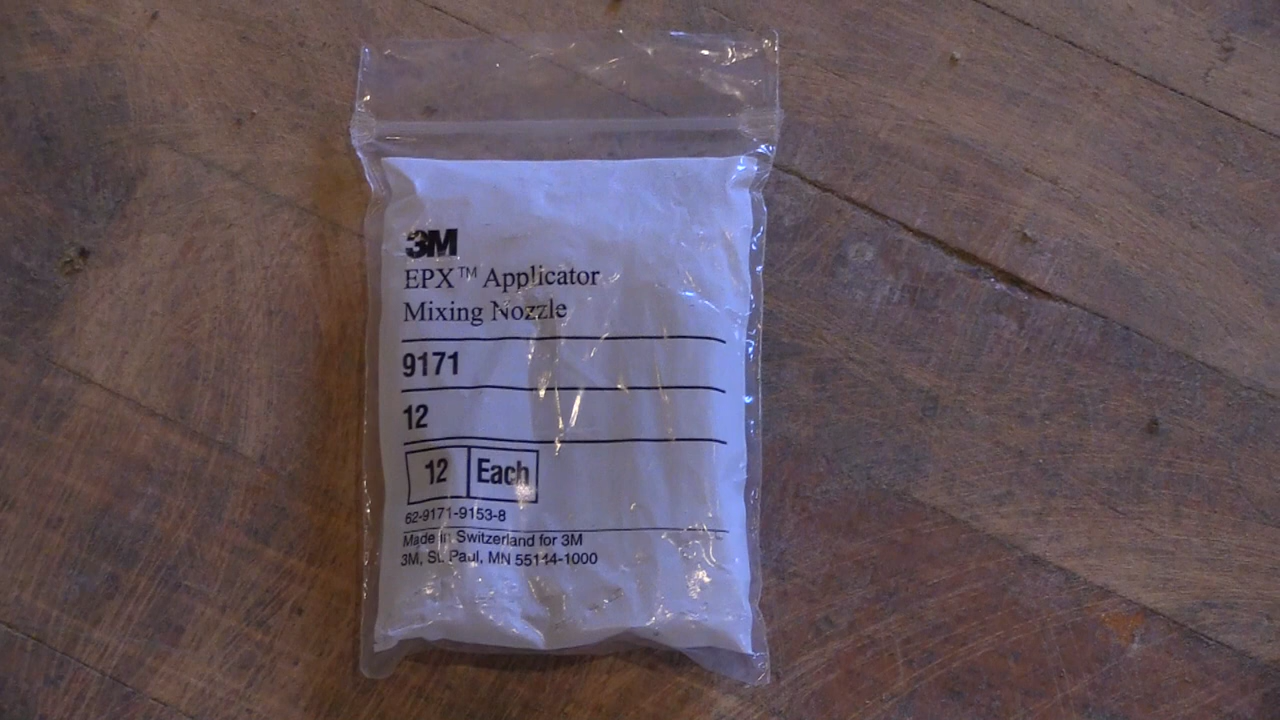 3M
EPX™ Applicator
Mixing Nozzle
9171
12
12 Each
62-9171-9153-8
Made in Switzerland for 3M
3M, St. Paul, MN 55144-1000